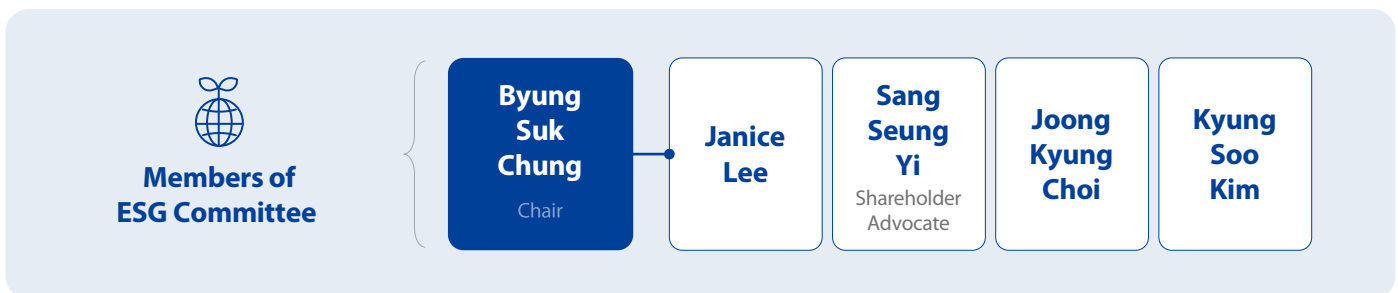 Members of
ESG Committee
Byung
Suk
Chung
Chair
Janice
Lee
Sang
Seung
Yi
Shareholder
Advocate
Joong
Kyung
Choi
Kyung
Soo
Kim